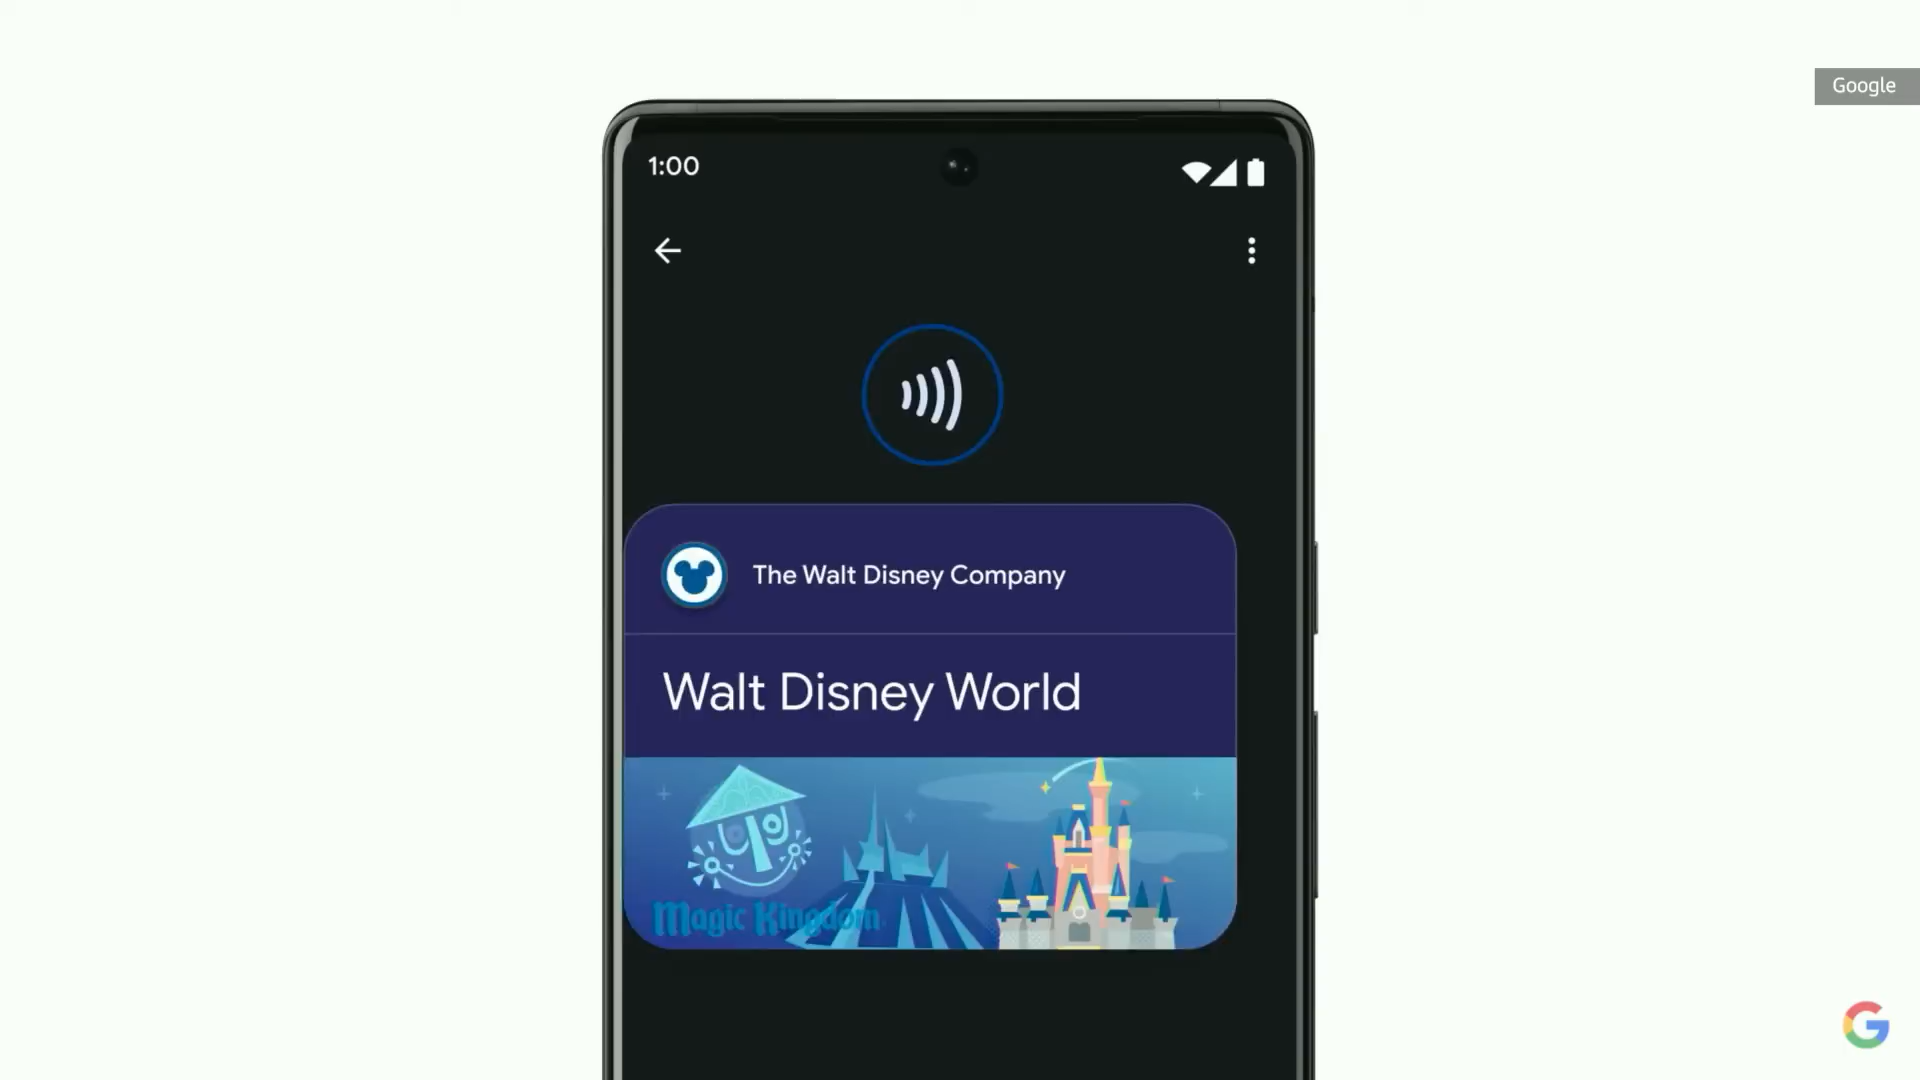 Google
1:00
The Walt Disney Company
Walt Disney World
Magic Kingdom